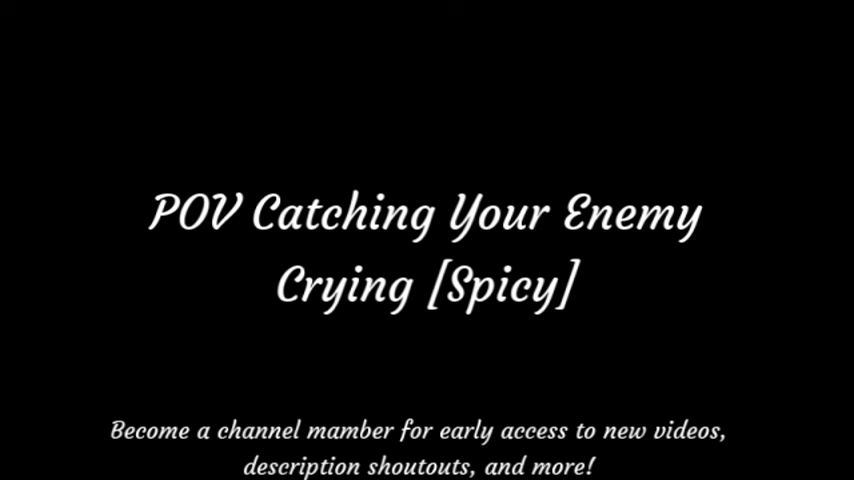 POV Catching Your Enemy
Crying [Spicy]
Become a channel mamber for early access to new videos,
description shoutouts, and more!